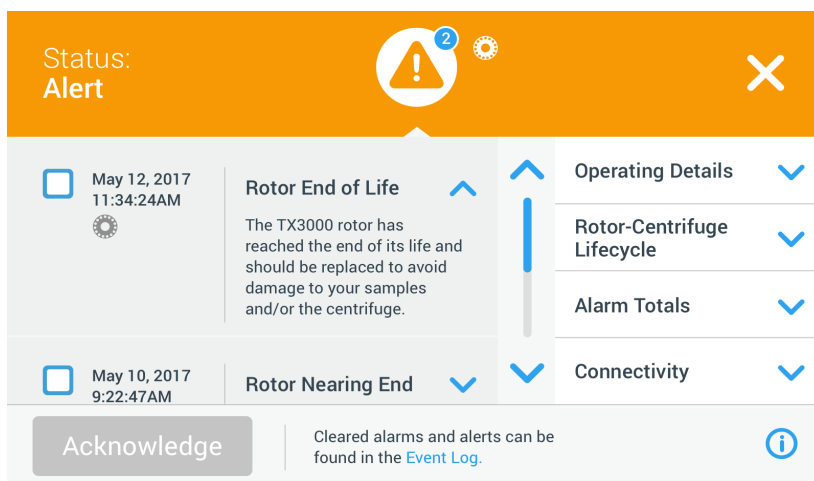 Status:
Alert
2
May 12, 2017
11:34:24AM
Rotor End of Life
The TX3000 rotor has
reached the end of its life and
should be replaced to avoid
damage to your samples
and/or the centrifuge.
May 10, 2017
9:22:47AM
Rotor Nearing End
Operating Details
Rotor-Centrifuge
Lifecycle
Alarm Totals
Connectivity
Acknowledge
Cleared alarms and alerts can be
found in the Event Log.